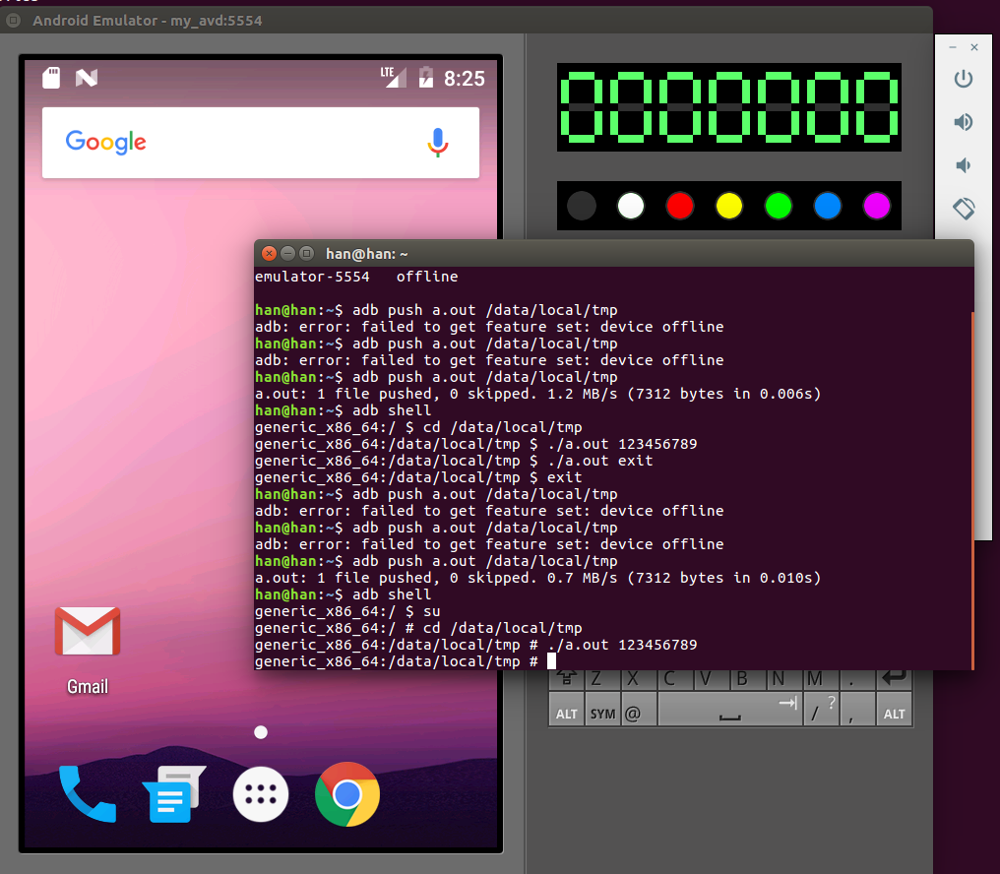 Android Emulator - my_avd:5554
LTE 8:25
Google
0000000
han@han: ~
emulator-5554   offline
han@han:~$ adb push a.out /data/local/tmp
adb: error: failed to get feature set: device offline
han@han:~$ adb push a.out /data/local/tmp
adb: error: failed to get feature set: device offline
han@han:~$ adb push a.out /data/local/tmp
a.out: 1 file pushed, 0 skipped. 1.2 MB/s (7312 bytes in 0.006s)
han@han:~$ adb shell
generic_x86_64:/ $ cd /data/local/tmp
generic_x86_64:/data/local/tmp $ ./a.out 123456789
generic_x86_64:/data/local/tmp $ ./a.out exit
generic_x86_64:/data/local/tmp $ exit
han@han:~$ adb push a.out /data/local/tmp
adb: error: failed to get feature set: device offline
han@han:~$ adb push a.out /data/local/tmp
adb: error: failed to get feature set: device offline
han@han:~$ adb push a.out /data/local/tmp
a.out: 1 file pushed, 0 skipped. 0.7 MB/s (7312 bytes in 0.010s)
han@han:~$ adb shell
generic_x86_64:/ $ su
generic_x86_64:/ # cd /data/local/tmp
generic_x86_64:/data/local/tmp # ./a.out 123456789
generic_x86_64:/data/local/tmp #
Z X C V B N M .
ALT SYM @ / ? , ALT
Gmail